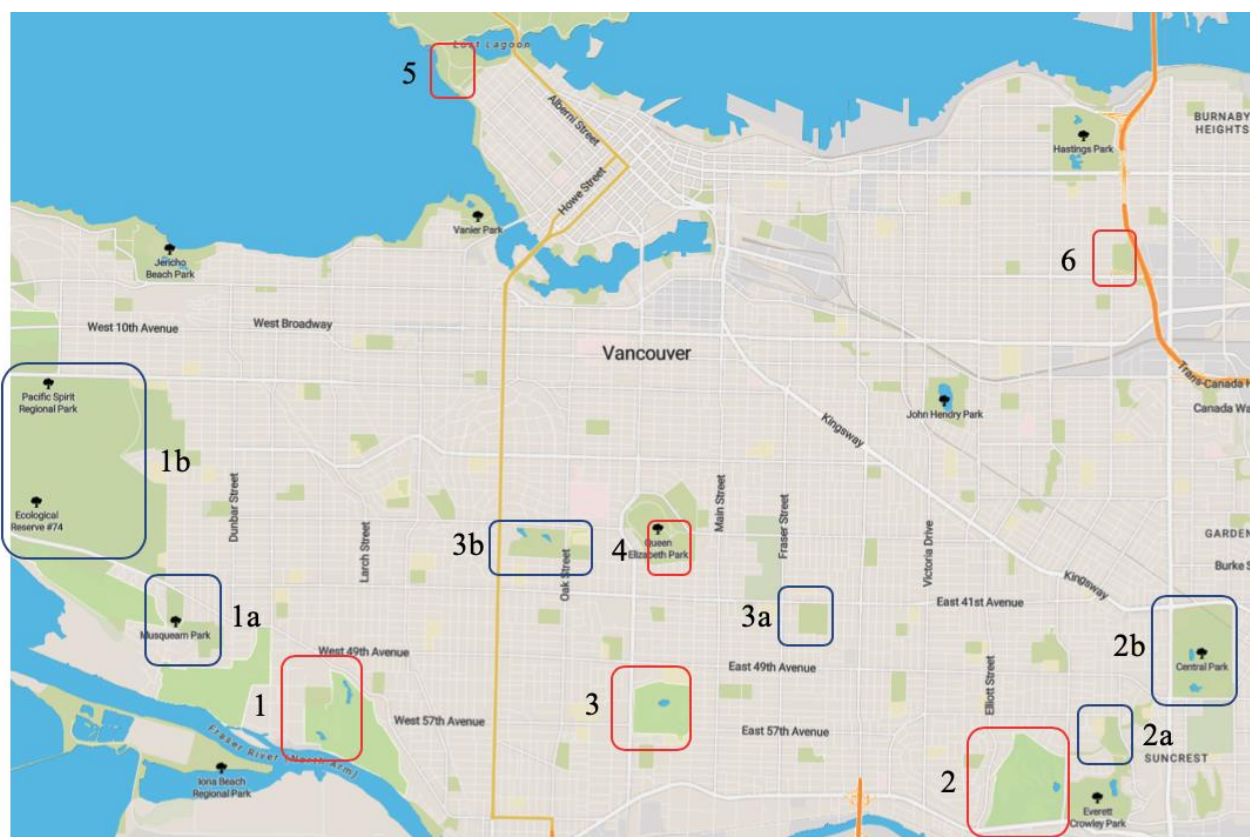 Lost Lagoon
5
Alberni Street
BURNABY
HEIGHTS
Hastings Park
Howe Street
Vanier Park
Jericho
Beach Park
6
West 10th Avenue
West Broadway
Vancouver
Trans-Canada H
Pacific Spirit
Regional Park
Canada Wa
John Hendry Park
Kingsway
1b
Ecological
Reserve #74
Dunbar Street
Larch Street
3b
Oak Street
4
Queen
Elizabeth Park
Main Street
Fraser Street
Victoria Drive
GARDEN
Burke S
Kingsway
1a
Musqueam Park
3a
East 41st Avenue
2b
Central Park
West 49th Avenue
East 49th Avenue
Elliott Street
1
3
West 57th Avenue
East 57th Avenue
2a
SUNCREST
Fraser River (North Arm)
Iona Beach
Regional Park
2
Everett
Crowley Park